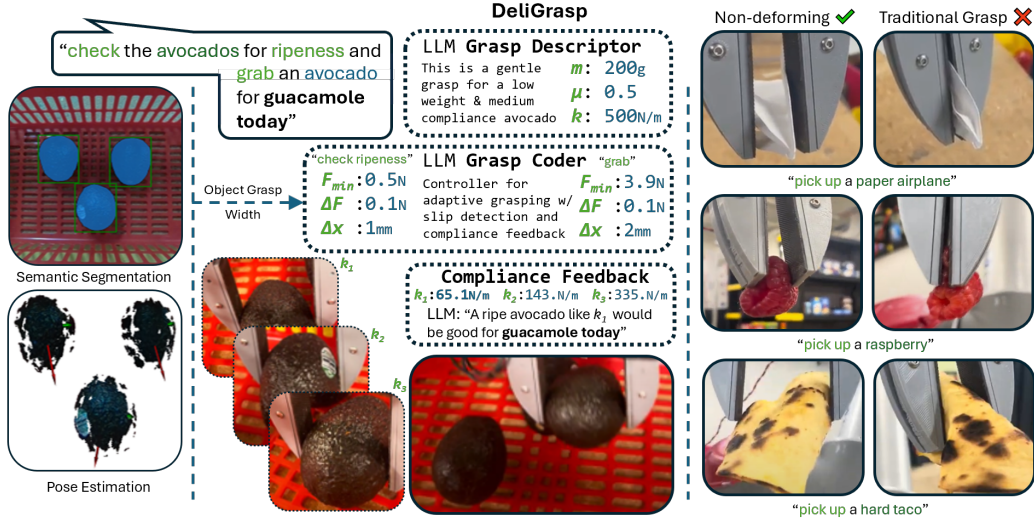 DeliGrasp
"check the avocados for ripeness and
grab an avocado
for guacamole
today"
Semantic Segmentation
Pose Estimation
Object Grasp
Width
LLM Grasp Descriptor
This is a gentle
grasp for a low
weight & medium
compliance avocado
m: 200g
μ: 0.5
k: 500N/m
"check ripeness"
LLM Grasp Coder
"grab"
Fmin:0.5N
ΔF :0.1N
Δx :1mm
Controller for
adaptive grasping w/
slip detection and
compliance feedback
Fmin:3.9N
ΔF :0.1N
Δx :2mm
k1
k2
k3
Compliance Feedback
k1:65.1N/m k2:143.N/m k3:335.N/m
LLM: "A ripe avocado like k1 would
be good for guacamole today"
Non-deforming ✔
Traditional Grasp ✖
"pick up a paper airplane"
"pick up a raspberry"
"pick up a hard taco"